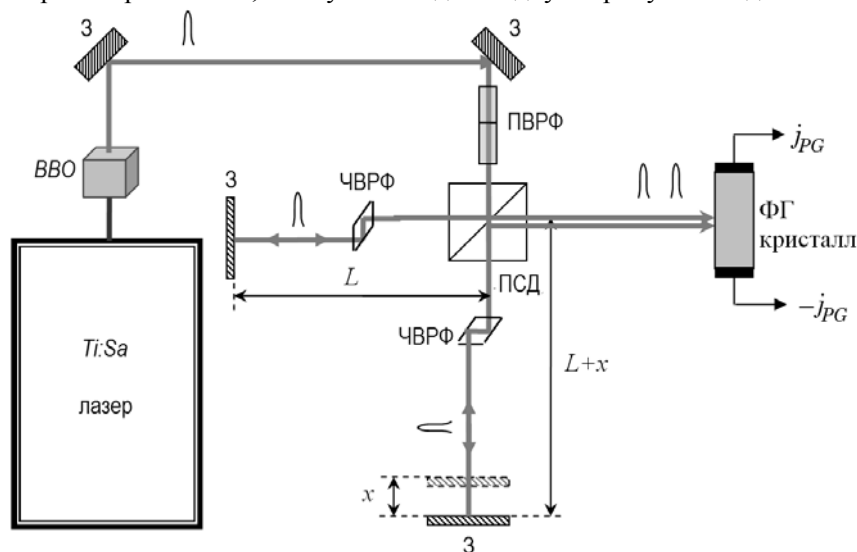 З
З
ПВРФ
j_PG
BBO
З
ЧВРФ
ФГ
кристалл
L
ПСД
-j_PG
ЧВРФ
Ti:Sa
лазер
L+x
x
З